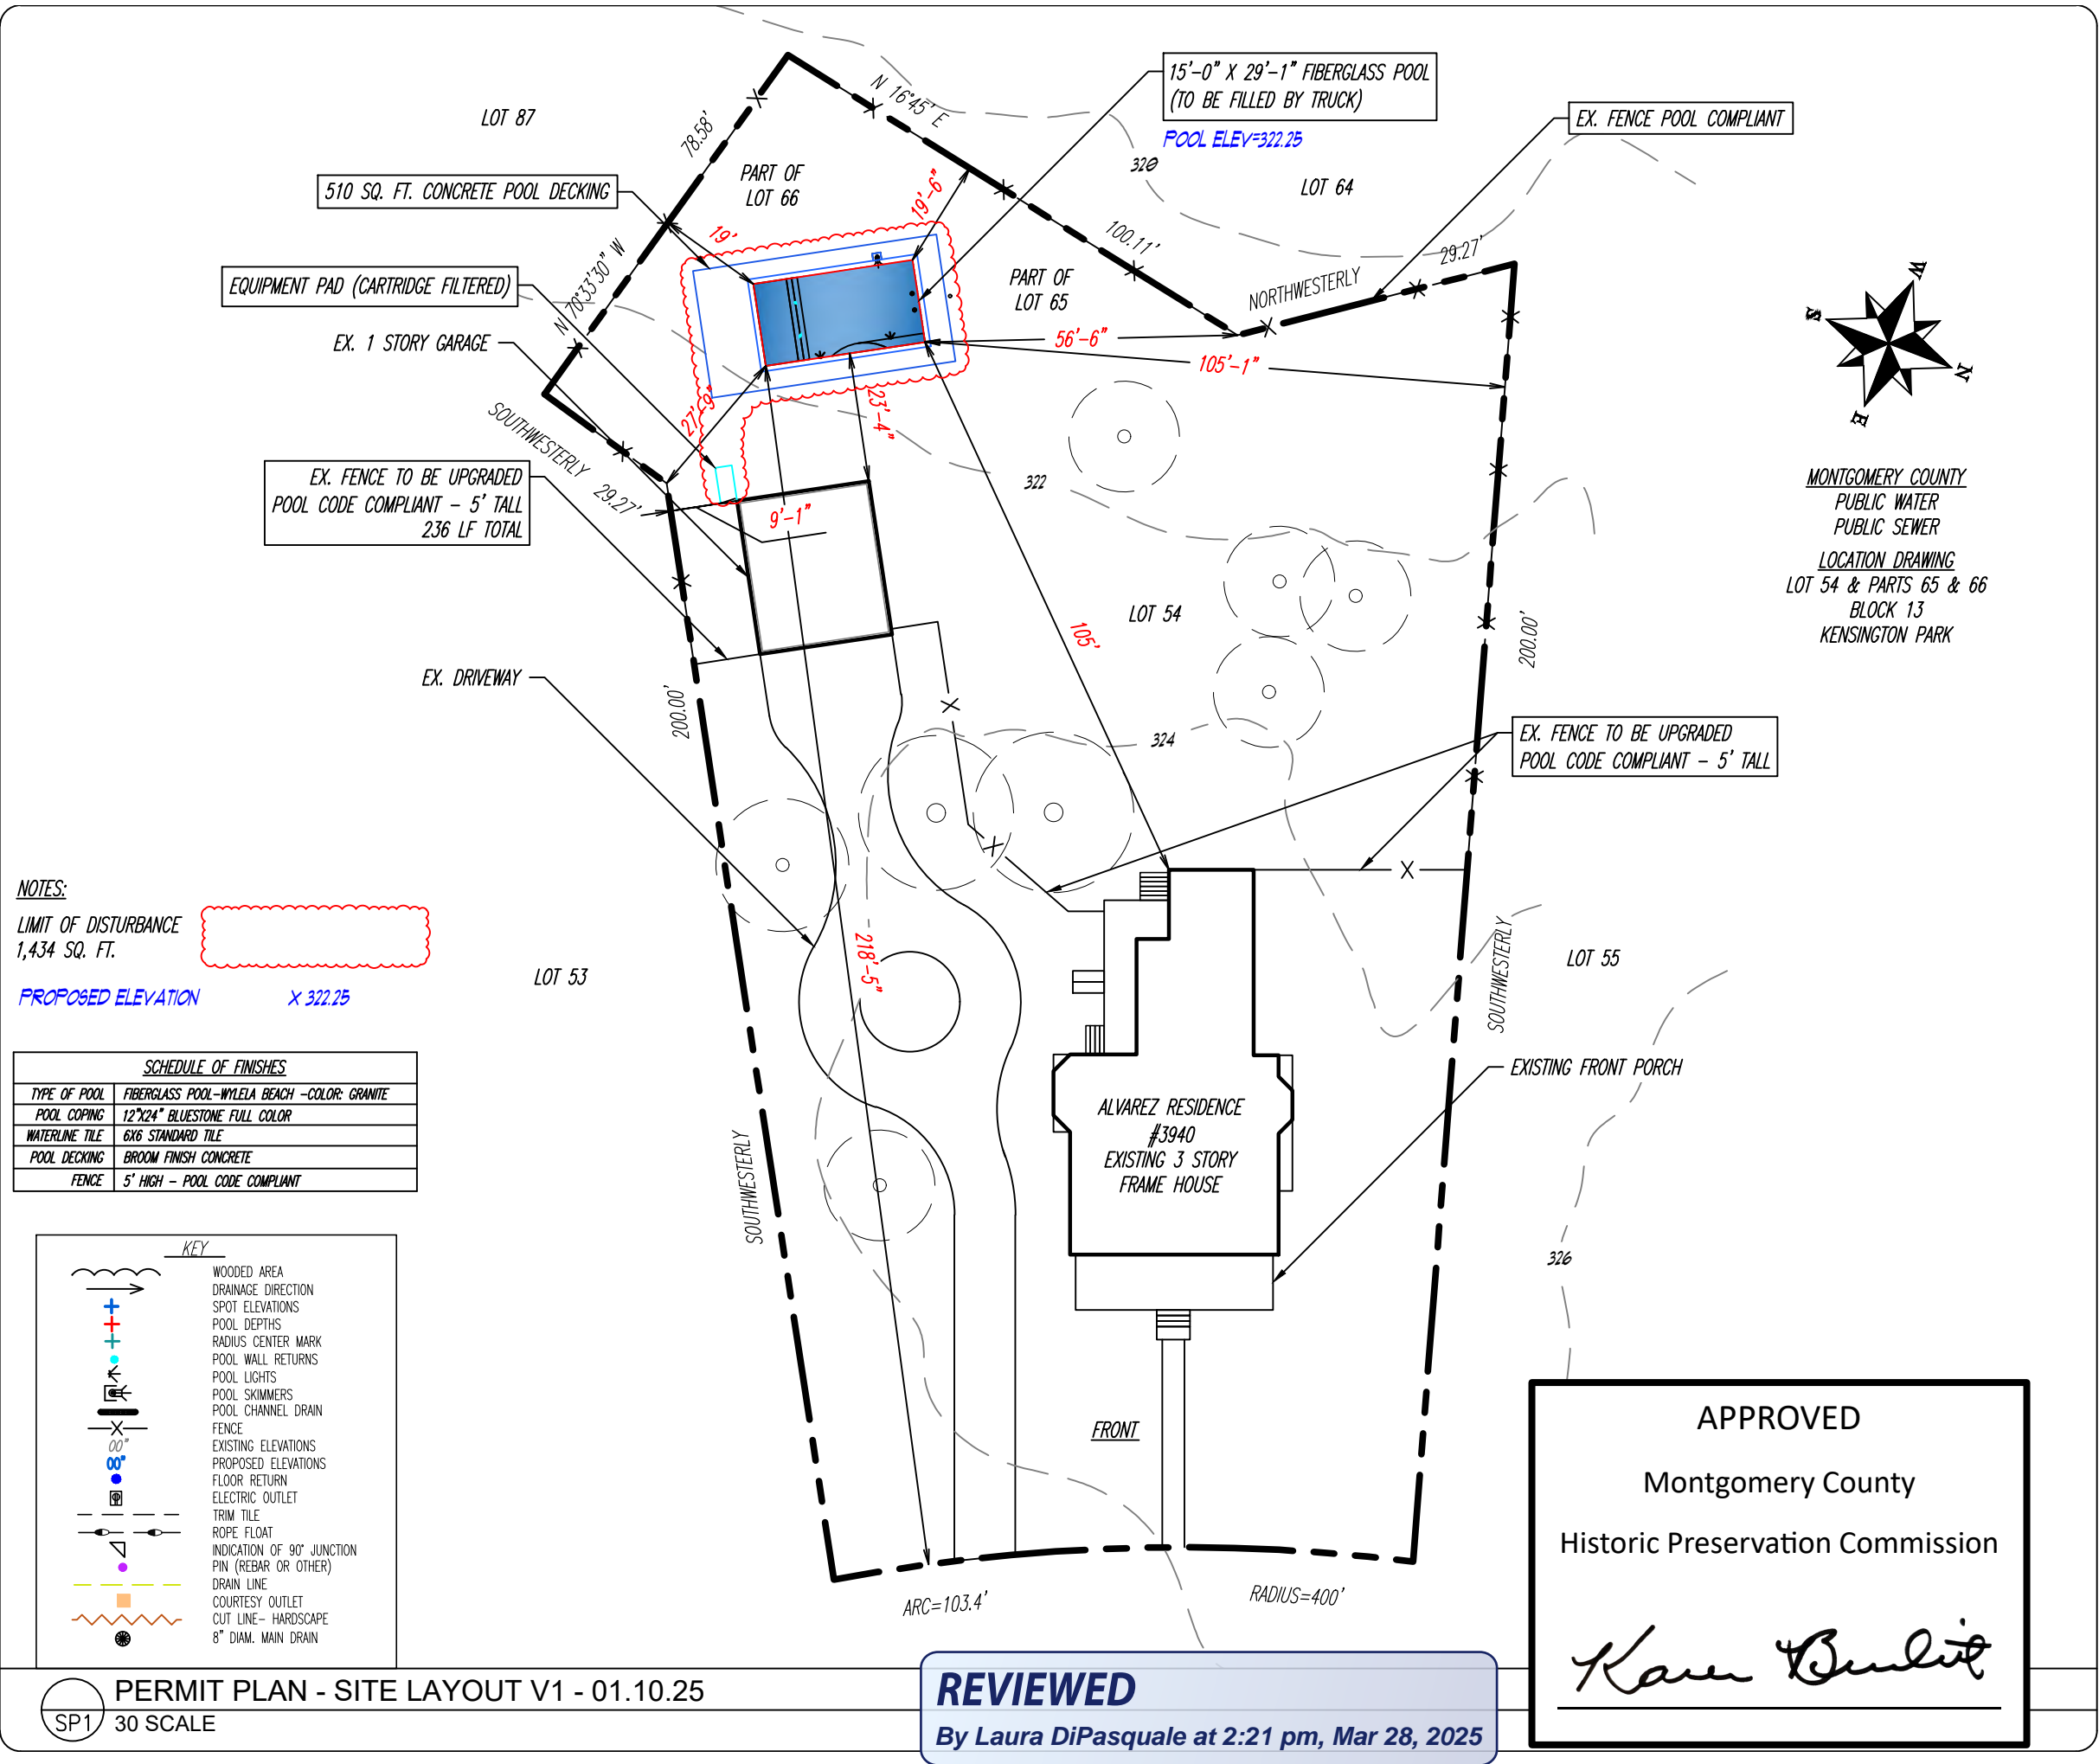 LOT 87
78.58'
N 16°45' E
15'-0" X 29'-1" FIBERGLASS POOL
(TO BE FILLED BY TRUCK)
POOL ELEV=322.25
EX. FENCE POOL COMPLIANT
320
LOT 64
PART OF
LOT 66
510 SQ. FT. CONCRETE POOL DECKING
19'-6"
19'
100.11'
29.27'
NORTHWESTERLY
PART OF
LOT 65
N 70°33'30" W
EQUIPMENT PAD (CARTRIDGE FILTERED)
EX. 1 STORY GARAGE
56'-6"
105'-1"
W
S
N
E
27'-9"
23'-4"
SOUTHWESTERLY 29.27'
EX. FENCE TO BE UPGRADED
POOL CODE COMPLIANT - 5' TALL
236 LF TOTAL
322
9'-1"
MONTGOMERY COUNTY
PUBLIC WATER
PUBLIC SEWER
LOCATION DRAWING
LOT 54 & PARTS 65 & 66
BLOCK 13
KENSINGTON PARK
LOT 54
105'
200.00'
EX. DRIVEWAY
200.00'
324
EX. FENCE TO BE UPGRADED
POOL CODE COMPLIANT - 5' TALL
X
X
X
NOTES:
LIMIT OF DISTURBANCE
1,434 SQ. FT.
PROPOSED ELEVATION X 322.25
LOT 53
218'-5"
SOUTHWESTERLY
LOT 55
SCHEDULE OF FINISHES
TYPE OF POOL FIBERGLASS POOL-WYLELA BEACH -COLOR: GRANITE
POOL COPING 12"X24" BLUESTONE FULL COLOR
WATERLINE TILE 6X6 STANDARD TILE
POOL DECKING BROOM FINISH CONCRETE
FENCE 5' HIGH - POOL CODE COMPLIANT
EXISTING FRONT PORCH
ALVAREZ RESIDENCE
#3940
EXISTING 3 STORY
FRAME HOUSE
SOUTHWESTERLY
326
KEY
WOODED AREA
DRAINAGE DIRECTION
SPOT ELEVATIONS
POOL DEPTHS
RADIUS CENTER MARK
POOL WALL RETURNS
POOL LIGHTS
POOL SKIMMERS
POOL CHANNEL DRAIN
X FENCE
00" EXISTING ELEVATIONS
00" PROPOSED ELEVATIONS
FLOOR RETURN
ELECTRIC OUTLET
TRIM TILE
ROPE FLOAT
INDICATION OF 90° JUNCTION
PIN (REBAR OR OTHER)
DRAIN LINE
COURTESY OUTLET
CUT LINE- HARDSCAPE
8" DIAM. MAIN DRAIN
FRONT
ARC=103.4'
RADIUS=400'
APPROVED
Montgomery County
Historic Preservation Commission
Karen Burditt
SP1
PERMIT PLAN - SITE LAYOUT V1 - 01.10.25
30 SCALE
REVIEWED
By Laura DiPasquale at 2:21 pm, Mar 28, 2025